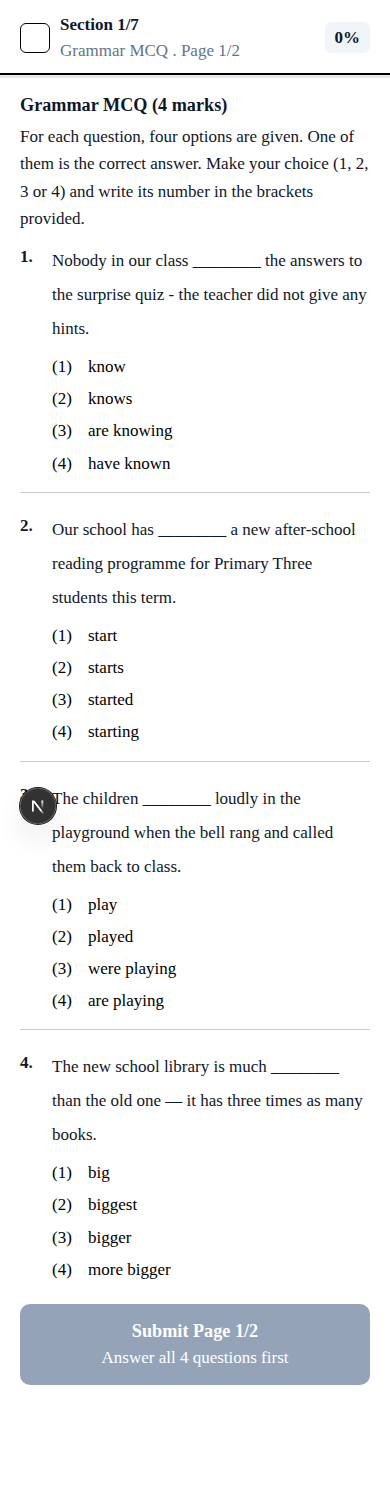 Section 1/7
Grammar MCQ . Page 1/2
0%
Grammar MCQ (4 marks)
For each question, four options are given. One of
them is the correct answer. Make your choice (1, 2,
3 or 4) and write its number in the brackets
provided.
1. Nobody in our class ________ the answers to
the surprise quiz - the teacher did not give any
hints.
(1) know
(2) knows
(3) are knowing
(4) have known
2. Our school has ________ a new after-school
reading programme for Primary Three
students this term.
(1) start
(2) starts
(3) started
(4) starting
The children ________ loudly in the
playground when the bell rang and called
them back to class.
(1) play
(2) played
(3) were playing
(4) are playing
4. The new school library is much ________
than the old one — it has three times as many
books.
(1) big
(2) biggest
(3) bigger
(4) more bigger
Submit Page 1/2
Answer all 4 questions first